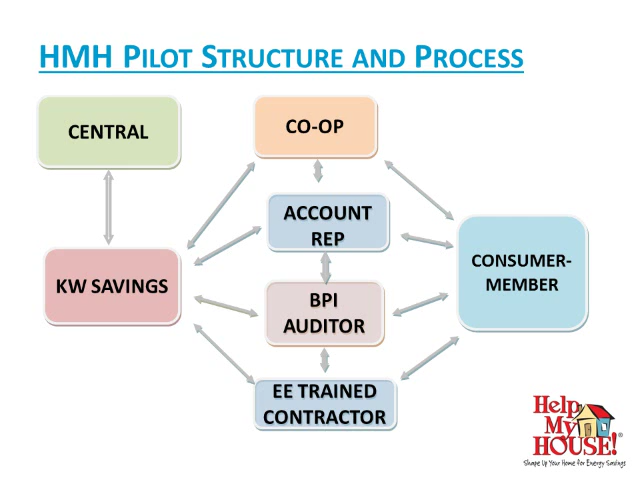 HMH PILOT STRUCTURE AND PROCESS
CENTRAL
CO-OP
ACCOUNT
REP
KW SAVINGS
CONSUMER-
MEMBER
BPI
AUDITOR
EE TRAINED
CONTRACTOR
Help
My
HOUSE!®
Shape Up Your Home for Energy Savings